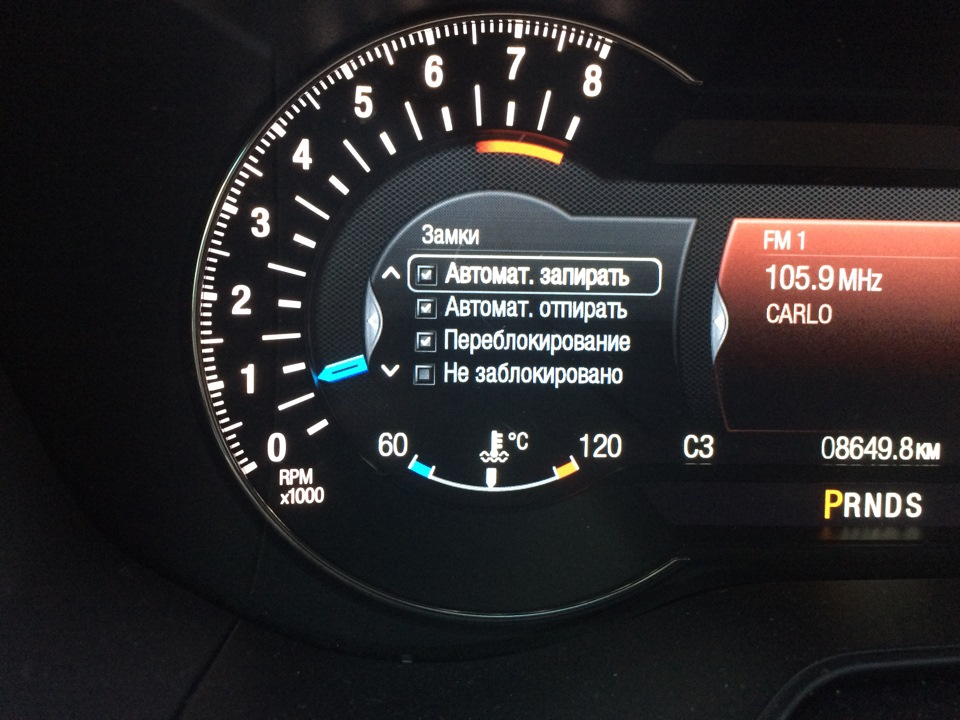 8
7
6
5
4
3
2
1
0
RPM
x1000
Замки
Автомат. запирать
Автомат. отпирать
Переблокирование
Не заблокировано
60 °C 120
FM 1
105.9 MHz
CARLO
СЗ 08649.8 км
PRNDS